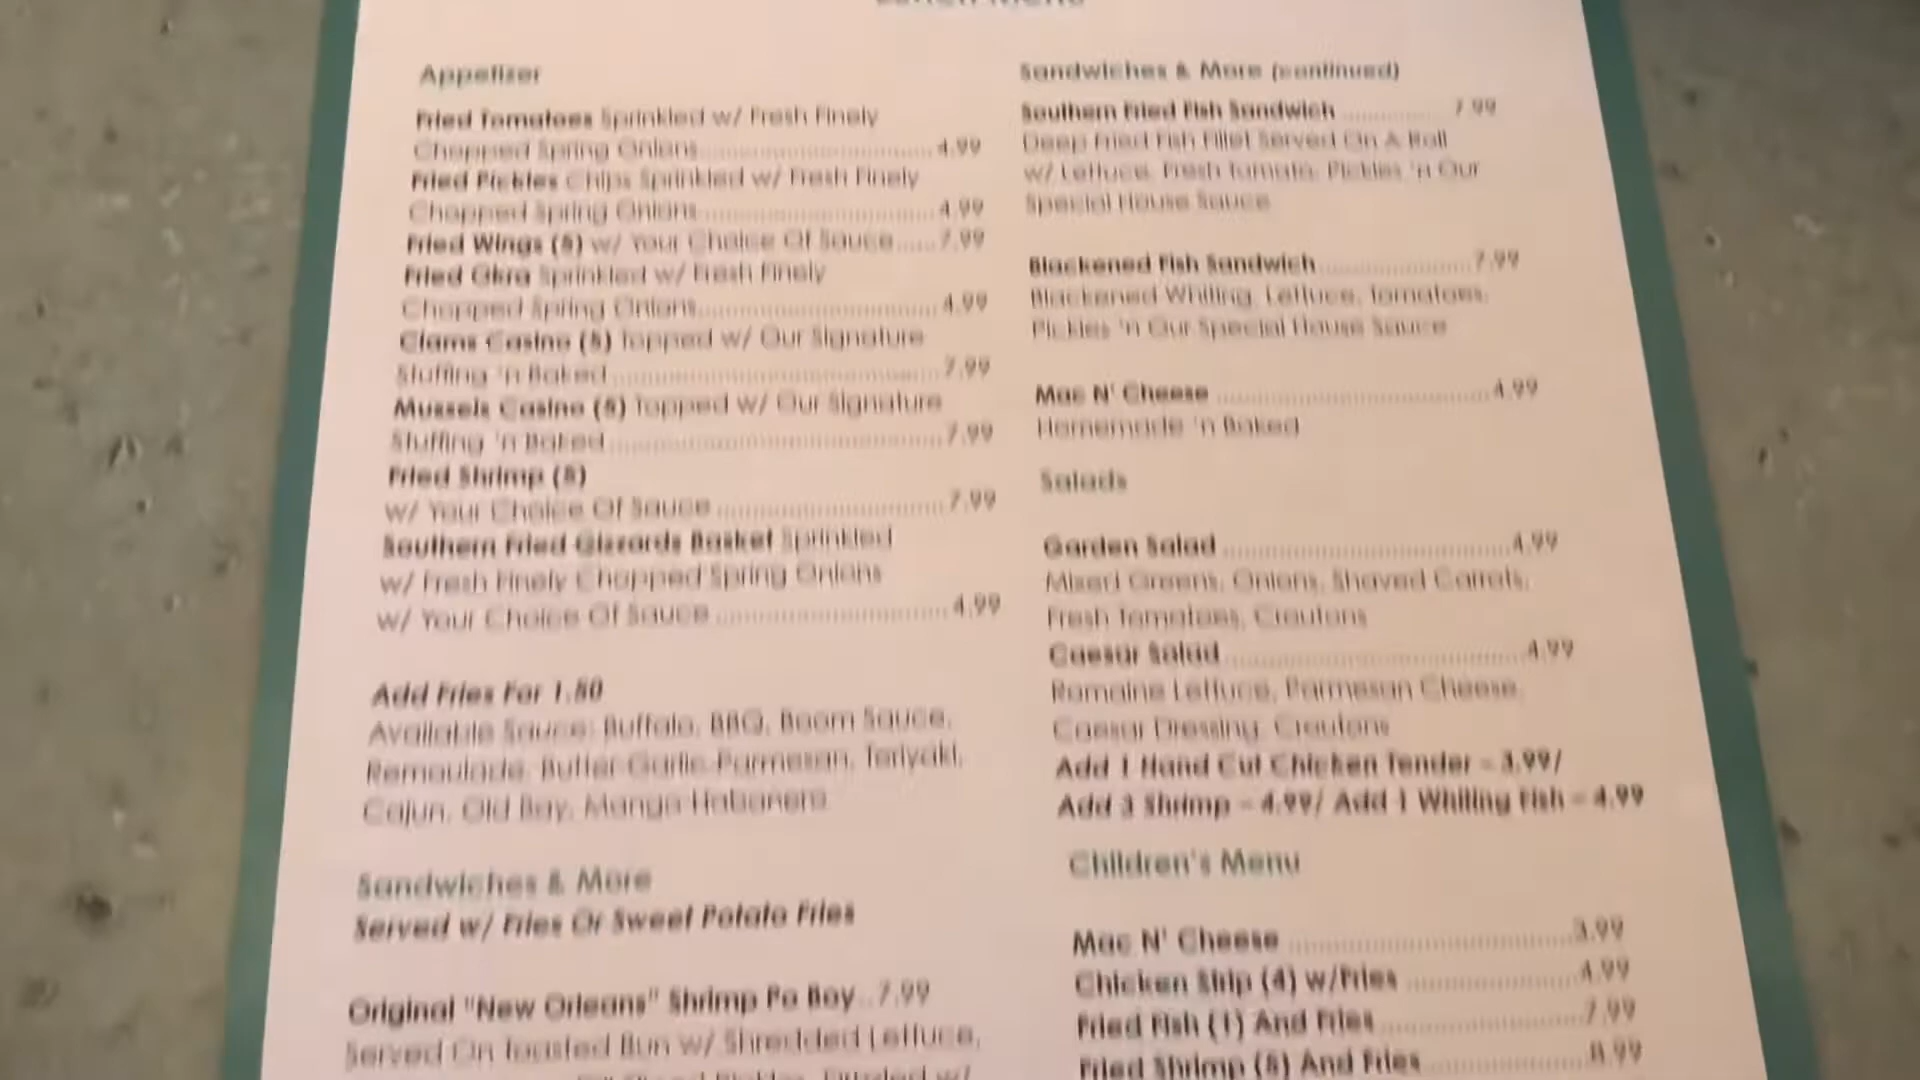 Lunch Menu
Appetizer
Fried Tomatoes Sprinkled w/ Fresh Finely
Chopped Spring Onions 4.99
Fried Pickles Chips Sprinkled w/ Fresh Finely
Chopped Spring Onions 4.99
Fried Wings (5) w/ Your Choice Of Sauce 7.99
Fried Okra Sprinkled w/ Fresh Finely
Chopped Spring Onions 4.99
Clams Casino (5) Topped w/ Our Signature
Stuffing 'n Baked 7.99
Mussels Casino (5) Topped w/ Our Signature
Stuffing 'n Baked 7.99
Fried Shrimp (5)
w/ Your Choice Of Sauce 7.99
Southern Fried Gizzards Basket Sprinkled
w/ Fresh Finely Chopped Spring Onions
w/ Your Choice Of Sauce 4.99
Add Fries For 1.50
Available Sauce: Buffalo, BBQ, Boom Sauce,
Remoulade, Butter-Garlic-Parmesan, Teriyaki,
Cajun, Old Bay, Mango Habanero
Sandwiches & More
Served w/ Fries Or Sweet Potato Fries
Original "New Orleans" Shrimp Po Boy 7.99
Served On Toasted Bun w/ Shredded Lettuce,
Sandwiches & More (continued)
Southern Fried Fish Sandwich 7.99
Deep Fried Fish Fillet Served On A Roll
w/ Lettuce, Fresh Tomato, Pickles 'n Our
Special House Sauce
Blackened Fish Sandwich 7.99
Blackened Whiting, Lettuce, Tomatoes,
Pickles 'n Our Special House Sauce
Mac N' Cheese 4.99
Homemade 'n Baked
Salads
Garden Salad 4.99
Mixed Greens, Onions, Shaved Carrots,
Fresh Tomatoes, Croutons
Caesar Salad 4.99
Romaine Lettuce, Parmesan Cheese,
Caesar Dressing, Croutons
Add 1 Hand Cut Chicken Tender - 3.99/
Add 3 Shrimp - 4.99/ Add 1 Whiting Fish - 4.99
Children's Menu
Mac N' Cheese 3.99
Chicken Strip (4) w/Fries 4.99
Fried Fish (1) And Fries 7.99
Fried Shrimp (5) And Fries 8.99